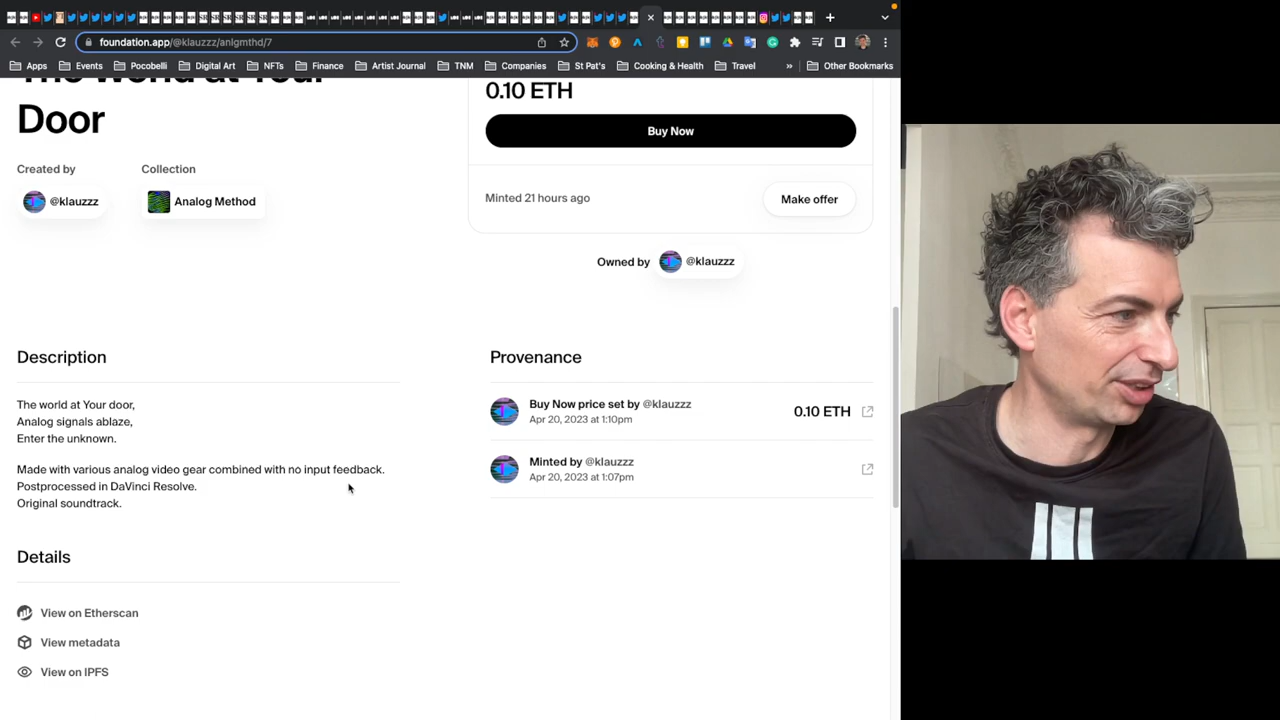 foundation.app/@klauzzz/anlgmthd/7
Apps
Events
Pocobelli
Digital Art
NFTs
Finance
Artist Journal
TNM
Companies
St Pat's
Cooking & Health
Travel
»
Other Bookmarks
The World at Your
Door
Created by
@klauzzz
Collection
Analog Method
0.10 ETH
Buy Now
Minted 21 hours ago
Make offer
Owned by @klauzzz
Description
The world at Your door,
Analog signals ablaze,
Enter the unknown.
Made with various analog video gear combined with no input feedback.
Postprocessed in DaVinci Resolve.
Original soundtrack.
Details
View on Etherscan
View metadata
View on IPFS
Provenance
Buy Now price set by @klauzzz
Apr 20, 2023 at 1:10pm
0.10 ETH
Minted by @klauzzz
Apr 20, 2023 at 1:07pm